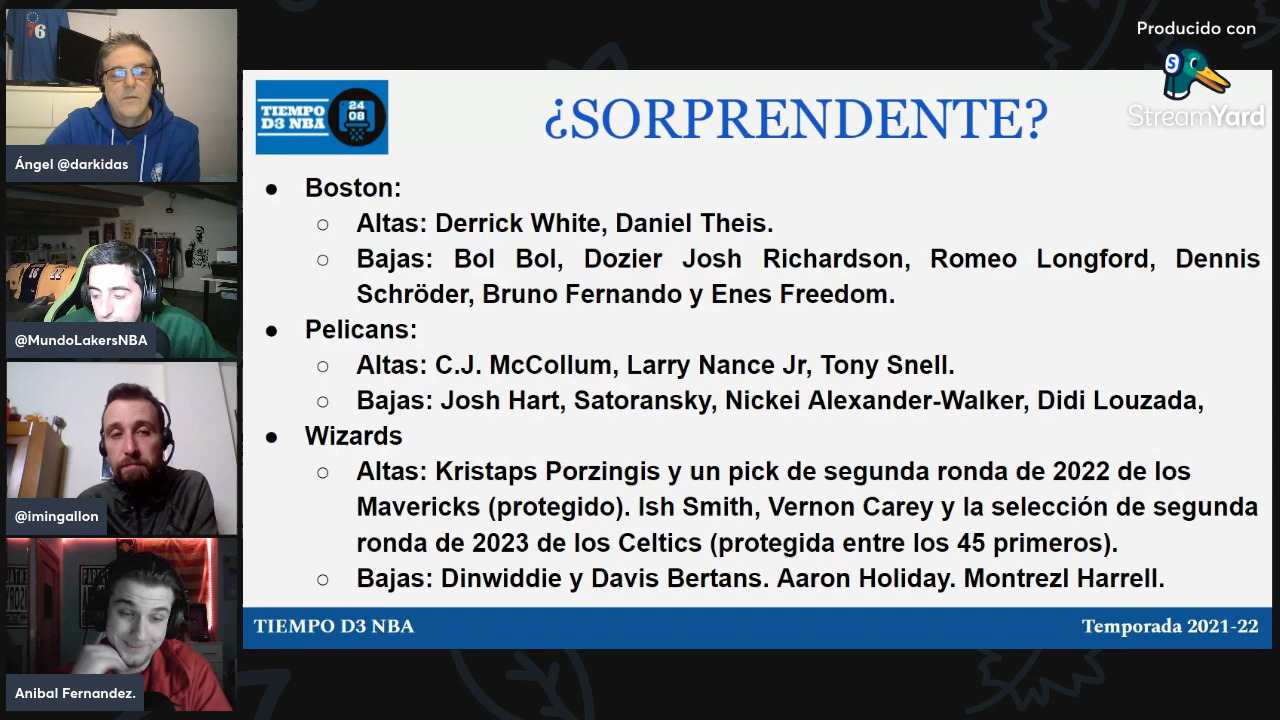 76
Ángel @darkidas
@MundoLakersNBA
@imingallon
Anibal Fernandez.
Producido con
S
StreamYard
TIEMPO
D3 NBA
24
08
¿SORPRENDENTE?
● Boston:
○ Altas: Derrick White, Daniel Theis.
○ Bajas: Bol Bol, Dozier Josh Richardson, Romeo Longford, Dennis
Schröder, Bruno Fernando y Enes Freedom.
● Pelicans:
○ Altas: C.J. McCollum, Larry Nance Jr, Tony Snell.
○ Bajas: Josh Hart, Satoransky, Nickei Alexander-Walker, Didi Louzada,
● Wizards
○ Altas: Kristaps Porzingis y un pick de segunda ronda de 2022 de los
Mavericks (protegido). Ish Smith, Vernon Carey y la selección de segunda
ronda de 2023 de los Celtics (protegida entre los 45 primeros).
○ Bajas: Dinwiddie y Davis Bertans. Aaron Holiday. Montrezl Harrell.
TIEMPO D3 NBA
Temporada 2021-22